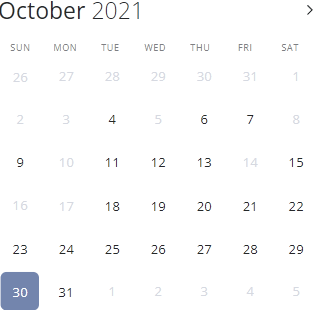 October 2021
SUN MON TUE WED THU FRI SAT
26 27 28 29 30 31 1
2 3 4 5 6 7 8
9 10 11 12 13 14 15
16 17 18 19 20 21 22
23 24 25 26 27 28 29
30 31 1 2 3 4 5